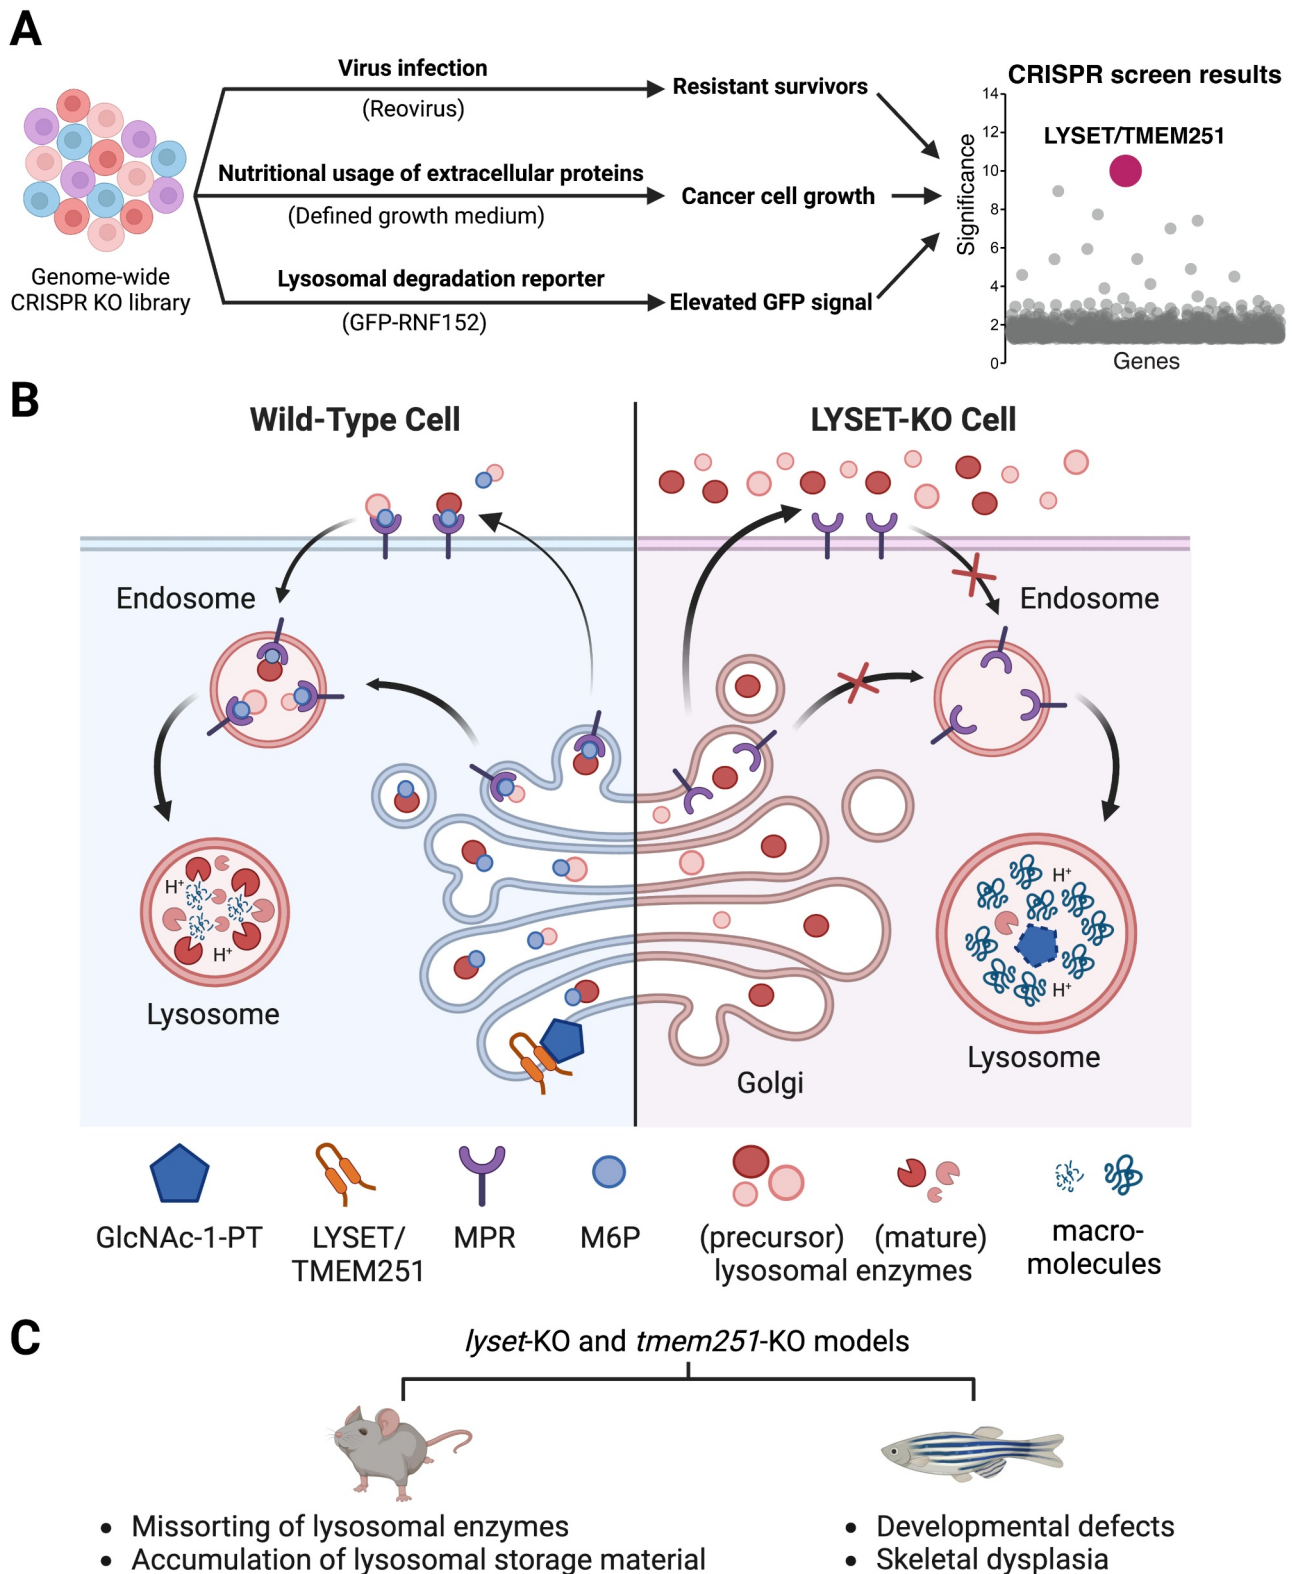 A
Virus infection
(Reovirus)
Resistant survivors
Nutritional usage of extracellular proteins
(Defined growth medium)
Cancer cell growth
Lysosomal degradation reporter
(GFP-RNF152)
Elevated GFP signal
Genome-wide
CRISPR KO library
CRISPR screen results
LYSET/TMEM251
Significance
14
12
10
8
6
4
2
0
Genes
B
Wild-Type Cell
LYSET-KO Cell
Endosome
Endosome
H+
H+
Lysosome
H+
H+
Lysosome
Golgi
GlcNAc-1-PT
LYSET/
TMEM251
MPR
M6P
(precursor) (mature)
lysosomal enzymes
macro-
molecules
C
lyset-KO and tmem251-KO models
• Missorting of lysosomal enzymes
• Accumulation of lysosomal storage material
• Developmental defects
• Skeletal dysplasia